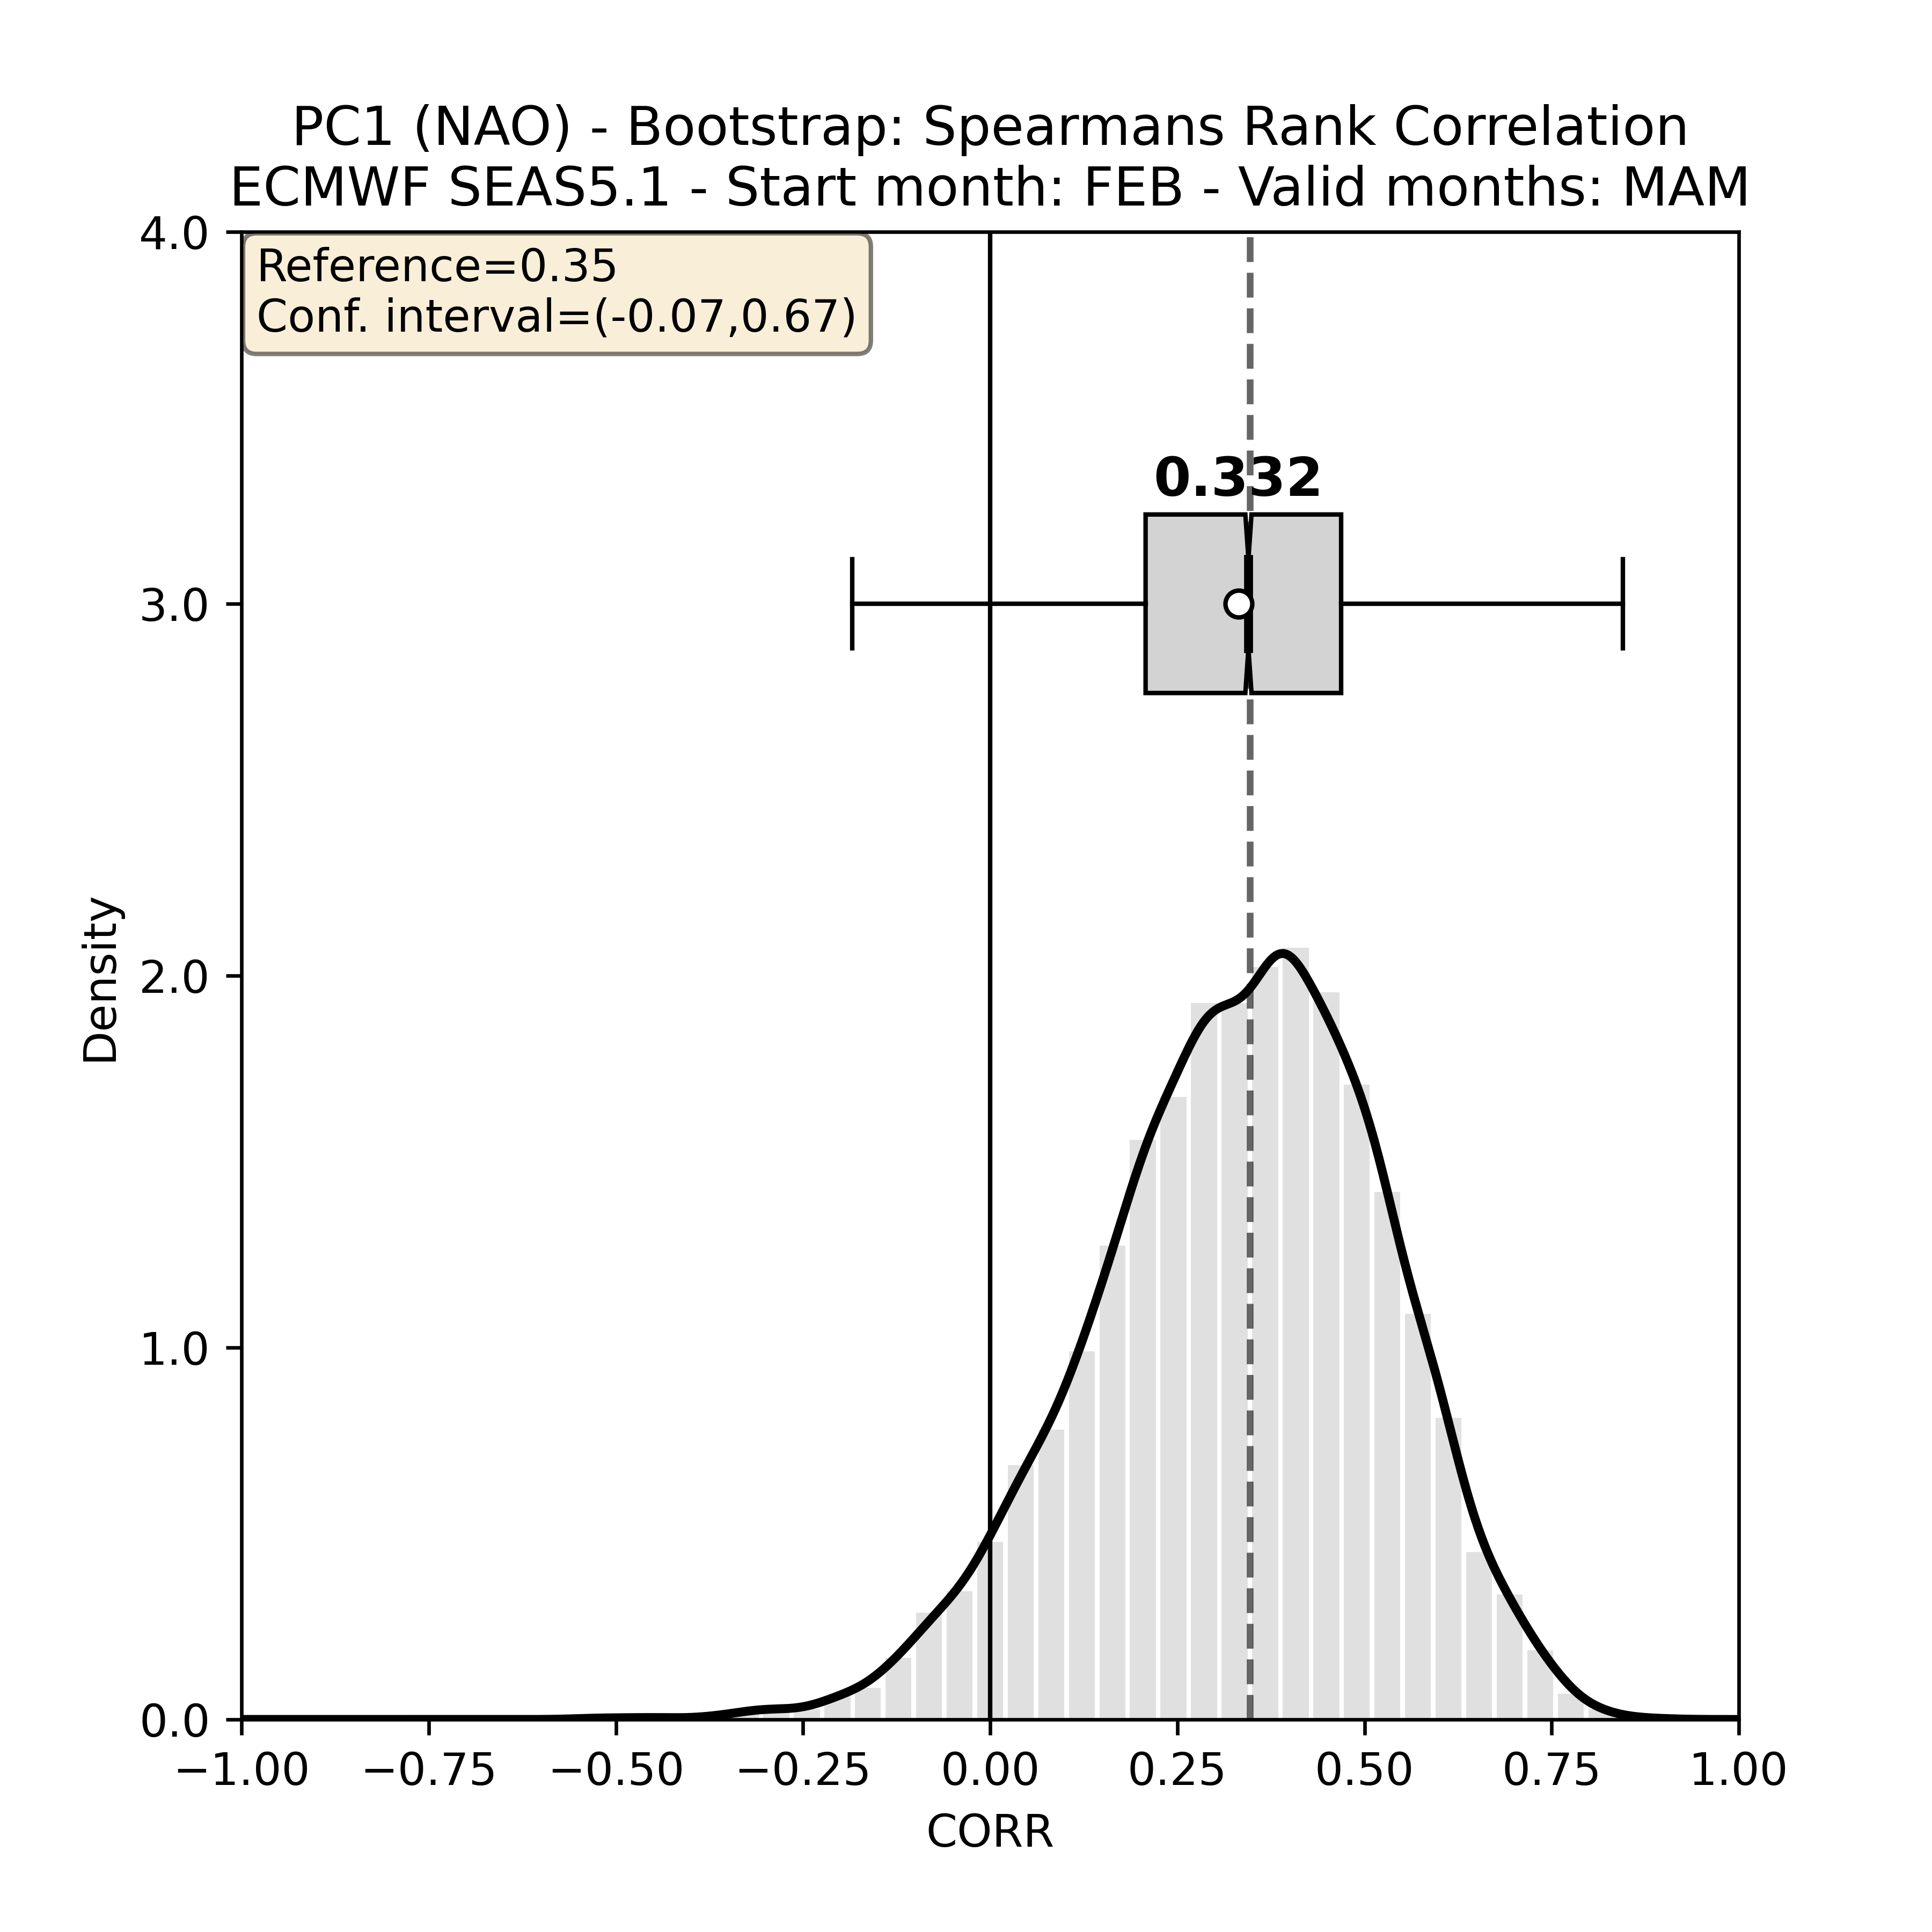 PC1 (NAO) - Bootstrap: Spearmans Rank Correlation
ECMWF SEAS5.1 - Start month: FEB - Valid months: MAM
4.0
Reference=0.35
Conf. interval=(-0.07,0.67)
0.332
3.0
Density
2.0
1.0
0.0
−1.00 −0.75 −0.50 −0.25 0.00 0.25 0.50 0.75 1.00
CORR